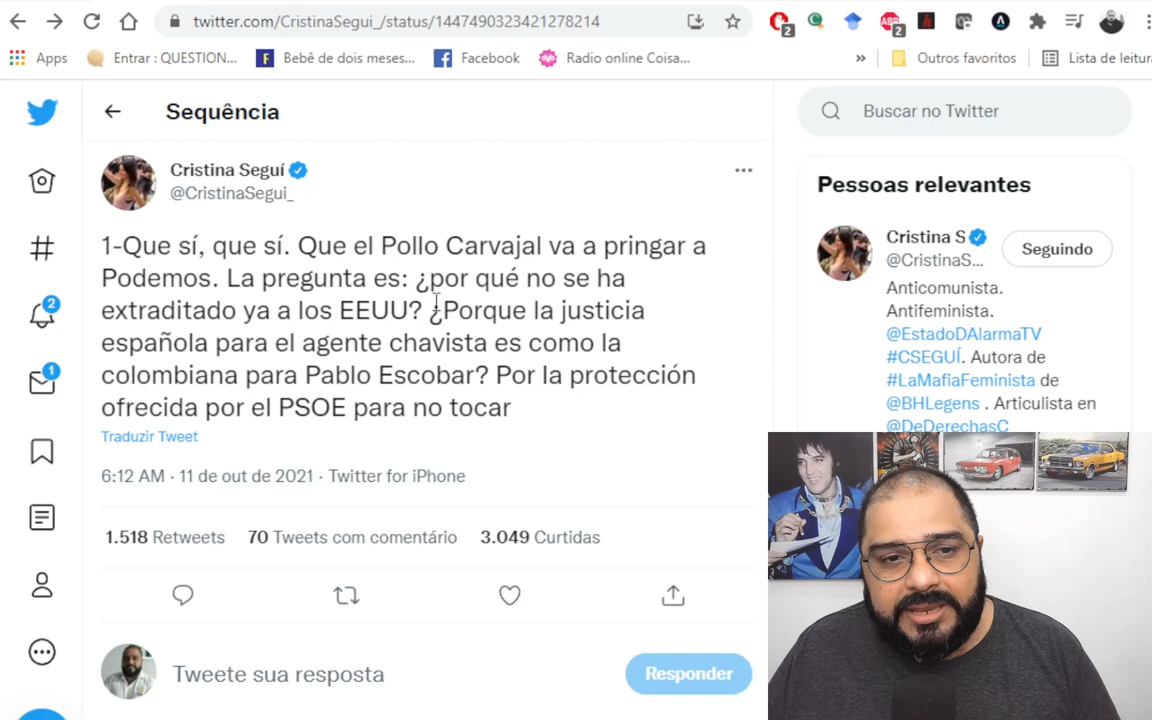 twitter.com/CristinaSegui_/status/1447490323421278214
2
2
Apps
Entrar : QUESTION...
Bebê de dois meses...
Facebook
Radio online Coisa...
»
Outros favoritos
Lista de leitura
Sequência
Buscar no Twitter
Cristina Seguí
@CristinaSegui_
1-Que sí, que sí. Que el Pollo Carvajal va a pringar a
Podemos. La pregunta es: ¿por qué no se ha
extraditado ya a los EEUU? ¿Porque la justicia
española para el agente chavista es como la
colombiana para Pablo Escobar? Por la protección
ofrecida por el PSOE para no tocar
Traduzir Tweet
6:12 AM · 11 de out de 2021 · Twitter for iPhone
1.518 Retweets 70 Tweets com comentário 3.049 Curtidas
Tweete sua resposta
Responder
2
1
Pessoas relevantes
Cristina S
@CristinaS...
Seguindo
Anticomunista.
Antifeminista.
@EstadoDAlarmaTV
#CSEGUÍ. Autora de
#LaMafiaFeminista de
@BHLegens . Articulista en
@DeDerechasC